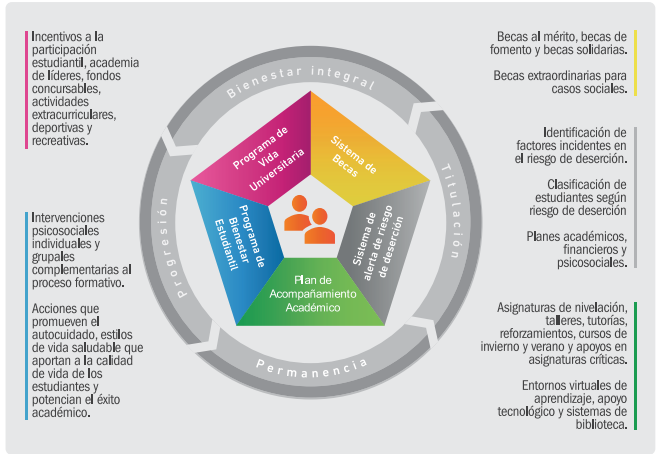 Incentivos a la
participación
estudiantil, academia
de líderes, fondos
concursables,
actividades
extracurriculares,
deportivas y
recreativas.
Intervenciones
psicosociales
individuales y
grupales
complementarias al
proceso formativo.
Acciones que
promueven el
autocuidado, estilos
de vida saludable que
aportan a la calidad
de vida de los
estudiantes y
potencian el éxito
académico.
Bienestar integral
Titulación
Permanencia
Progresión
Programa de
Vida
Universitaria
Sistema de
Becas
Programa de
Bienestar
Estudiantil
Sistema de
alerta de riesgo
de deserción
Plan de
Acompañamiento
Académico
Becas al mérito, becas de
fomento y becas solidarias.
Becas extraordinarias para
casos sociales.
Identificación de
factores incidentes en
el riesgo de deserción.
Clasificación de
estudiantes según
riesgo de deserción
Planes académicos,
financieros y
psicosociales.
Asignaturas de nivelación,
talleres, tutorías,
reforzamientos, cursos de
invierno y verano y apoyos en
asignaturas críticas.
Entornos virtuales de
aprendizaje, apoyo
tecnológico y sistemas de
biblioteca.